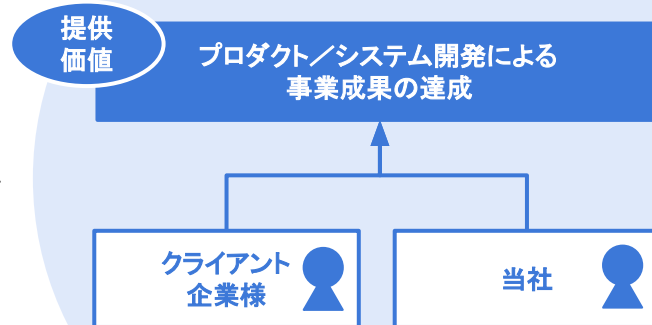 提供
価値
プロダクト／システム開発による
事業成果の達成
クライアント
企業様
当社